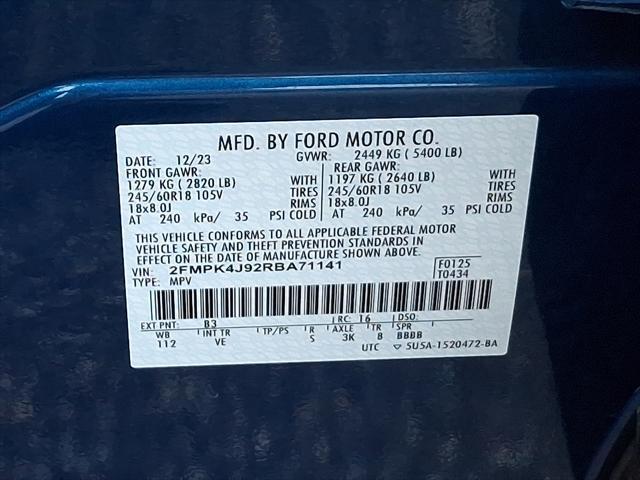 MFD. BY FORD MOTOR CO.
DATE: 12/23 GVWR: 2449 KG ( 5400 LB)
FRONT GAWR: REAR GAWR:
1279 KG ( 2820 LB) WITH 1197 KG ( 2640 LB) WITH
245/60R18 105V TIRES 245/60R18 105V TIRES
18x8.0J RIMS 18x8.0J RIMS
AT 240 kPa/ 35 PSI COLD AT 240 kPa/ 35 PSI COLD
THIS VEHICLE CONFORMS TO ALL APPLICABLE FEDERAL MOTOR
VEHICLE SAFETY AND THEFT PREVENTION STANDARDS IN
EFFECT ON THE DATE OF MANUFACTURE SHOWN ABOVE.
VIN: 2FMPK4J92RBA71141 F0125
TYPE: MPV T0434
EXT PNT: B3 RC: 16 DSO:
WB INT TR TP/PS R AXLE TR SPR
112 VE S 3K B BBBB
UTC ▽ 5U5A-1520472-BA